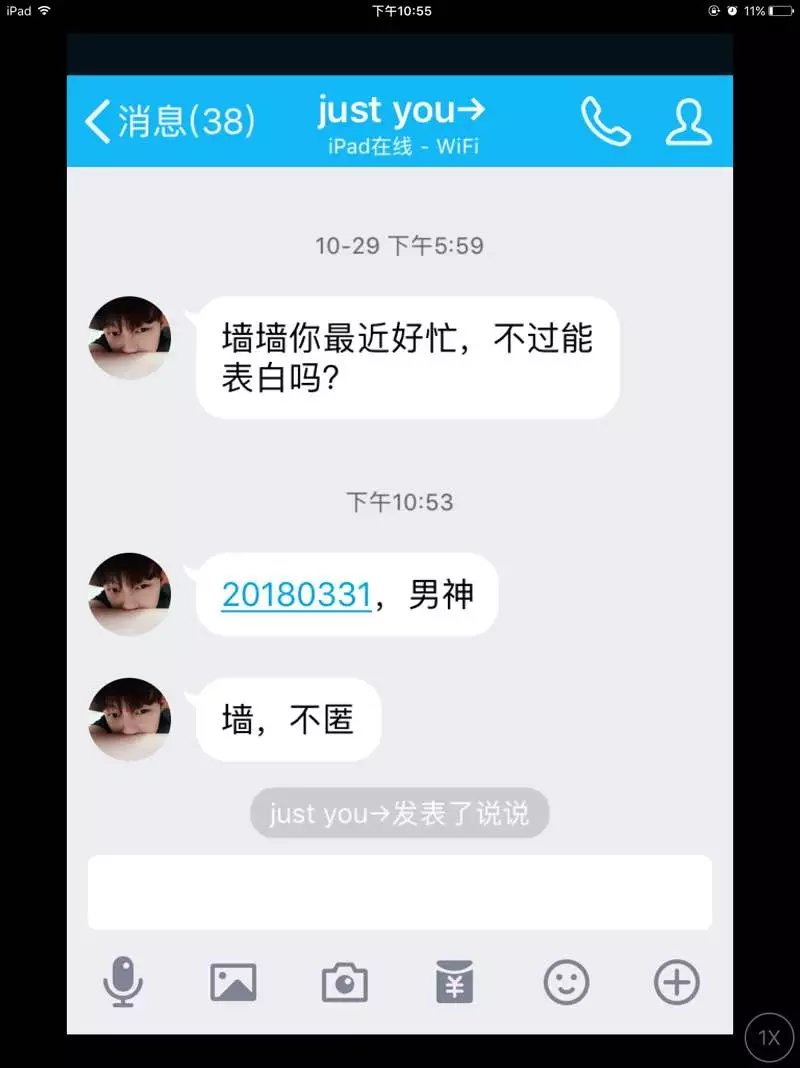 iPad 下午10:55 11%
消息(38) just you→
iPad在线 - WiFi
10-29 下午5:59
墙墙你最近好忙，不过能
表白吗？
下午10:53
20180331，男神
墙，不匿
just you→发表了说说
¥
1X